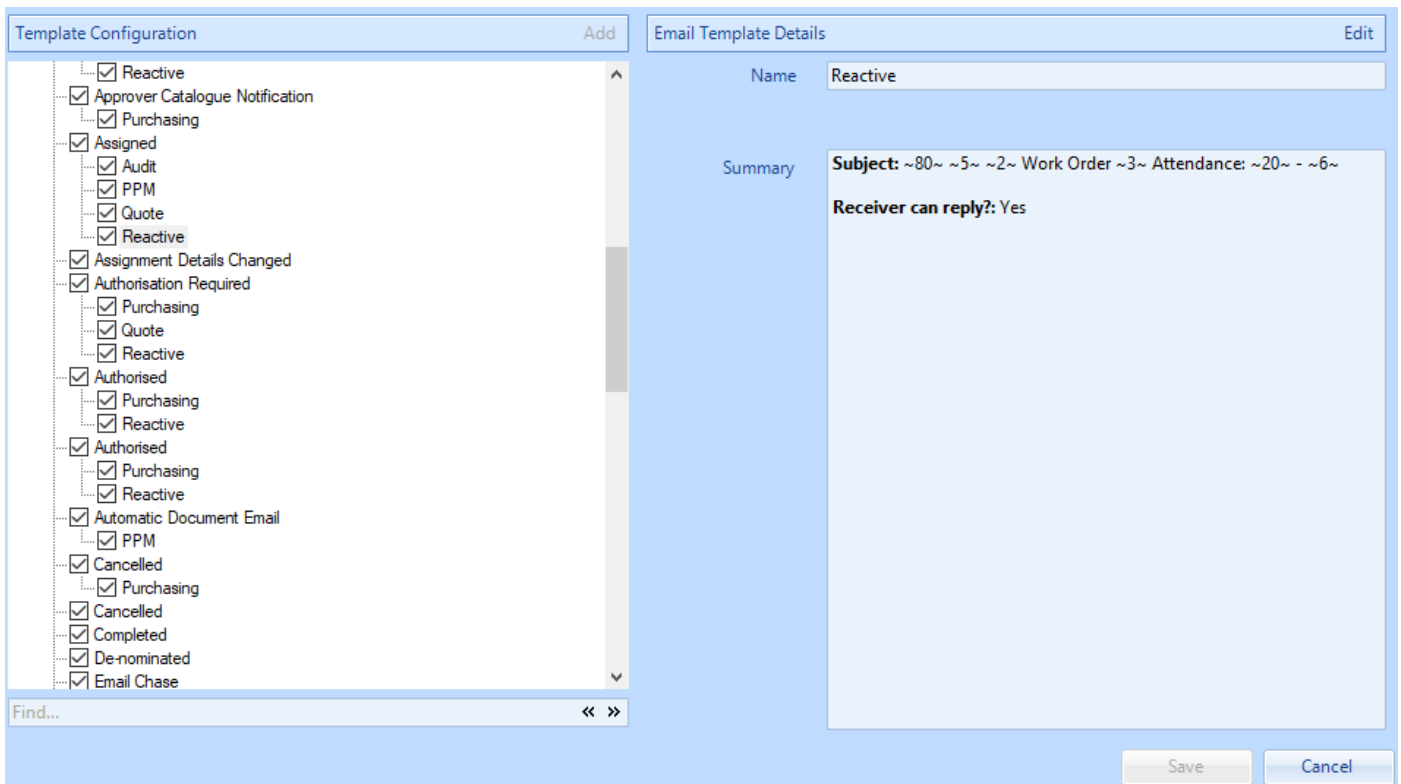 Template Configuration
Add
Reactive
Approver Catalogue Notification
Purchasing
Assigned
Audit
PPM
Quote
Reactive
Assignment Details Changed
Authorisation Required
Purchasing
Quote
Reactive
Authorised
Purchasing
Reactive
Authorised
Purchasing
Reactive
Automatic Document Email
PPM
Cancelled
Purchasing
Cancelled
Completed
De-nominated
Email Chase
Find...
« »
Email Template Details
Edit
Name
Reactive
Summary
Subject: ~80~ ~5~ ~2~ Work Order ~3~ Attendance: ~20~ - ~6~
Receiver can reply?: Yes
Save
Cancel